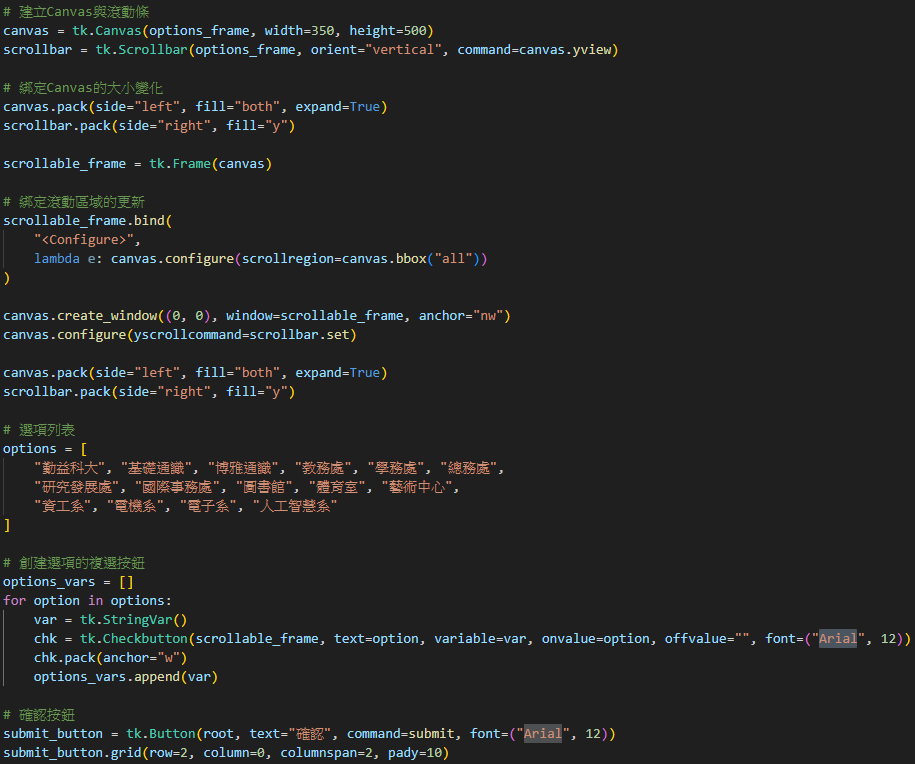 # 建立Canvas與滾動條
canvas = tk.Canvas(options_frame, width=350, height=500)
scrollbar = tk.Scrollbar(options_frame, orient="vertical", command=canvas.yview)
# 綁定Canvas的大小變化
canvas.pack(side="left", fill="both", expand=True)
scrollbar.pack(side="right", fill="y")
scrollable_frame = tk.Frame(canvas)
# 綁定滾動區域的更新
scrollable_frame.bind(
    "<Configure>",
    lambda e: canvas.configure(scrollregion=canvas.bbox("all"))
)
canvas.create_window((0, 0), window=scrollable_frame, anchor="nw")
canvas.configure(yscrollcommand=scrollbar.set)
canvas.pack(side="left", fill="both", expand=True)
scrollbar.pack(side="right", fill="y")
# 選項列表
options = [
    "勤益科大", "基礎通識", "博雅通識", "教務處", "學務處", "總務處",
    "研究發展處", "國際事務處", "圖書館", "體育室", "藝術中心",
    "資工系", "電機系", "電子系", "人工智慧系"
]
# 創建選項的複選按鈕
options_vars = []
for option in options:
    var = tk.StringVar()
    chk = tk.Checkbutton(scrollable_frame, text=option, variable=var, onvalue=option, offvalue="", font=("Arial", 12))
    chk.pack(anchor="w")
    options_vars.append(var)
# 確認按鈕
submit_button = tk.Button(root, text="確認", command=submit, font=("Arial", 12))
submit_button.grid(row=2, column=0, columnspan=2, pady=10)